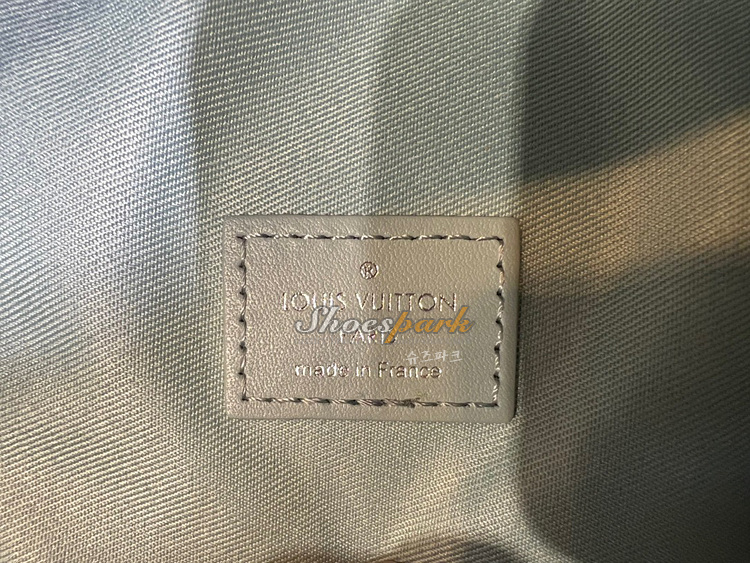 ®
LOUIS VUITTON
Shoespark
PARIS
슈즈파크
made in France